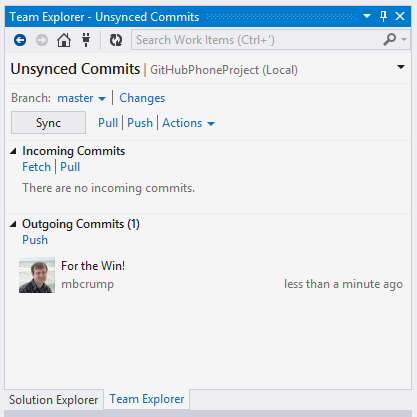 Team Explorer - Unsynced Commits
Search Work Items (Ctrl+')
Unsynced Commits | GitHubPhoneProject (Local)
Branch: master | Changes
Sync Pull | Push | Actions
Incoming Commits
Fetch | Pull
There are no incoming commits.
Outgoing Commits (1)
Push
For the Win!
mbcrump less than a minute ago
Solution Explorer Team Explorer